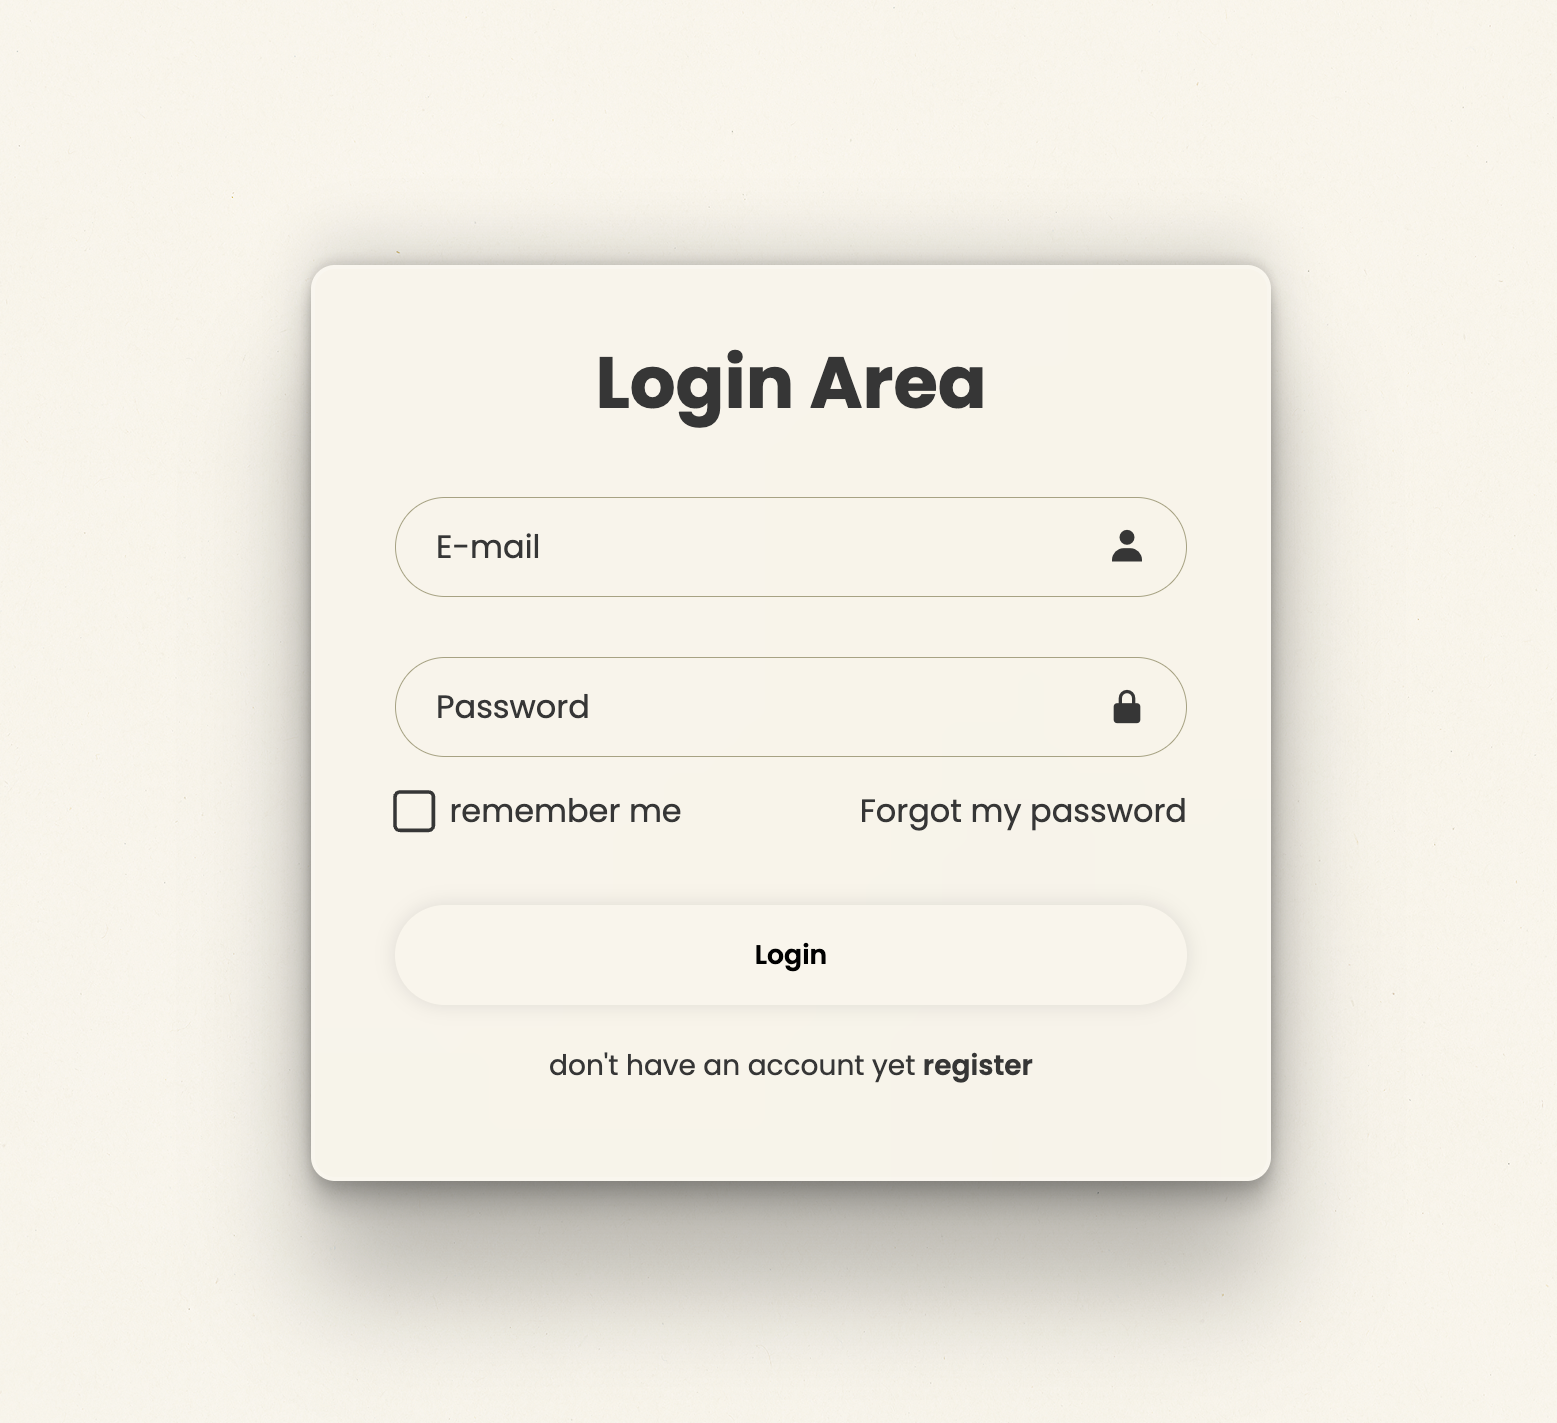 Login Area
E-mail
Password
remember me Forgot my password
Login
don't have an account yet register